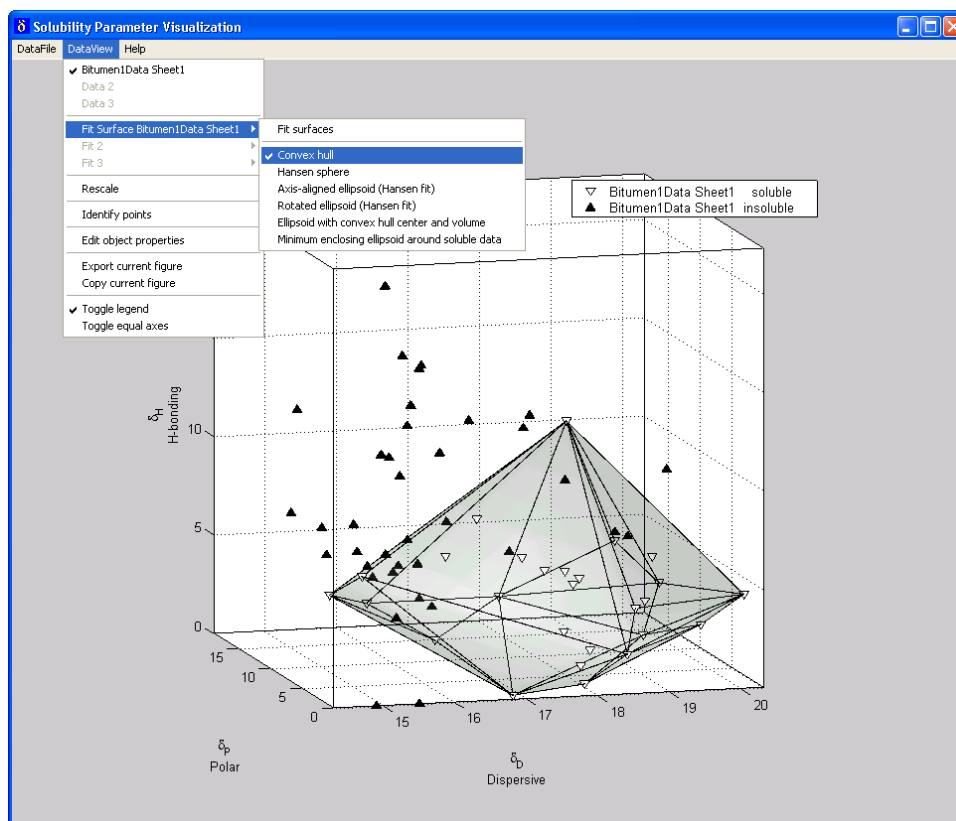 δ Solubility Parameter Visualization
DataFile DataView Help
Bitumen1Data Sheet1
Data 2
Data 3
Fit Surface Bitumen1Data Sheet1
Fit 2
Fit 3
Rescale
Identify points
Edit object properties
Export current figure
Copy current figure
Toggle legend
Toggle equal axes
Fit surfaces
Convex hull
Hansen sphere
Axis-aligned ellipsoid (Hansen fit)
Rotated ellipsoid (Hansen fit)
Ellipsoid with convex hull center and volume
Minimum enclosing ellipsoid around soluble data
Bitumen1Data Sheet1 soluble
Bitumen1Data Sheet1 insoluble
δH
H-bonding
10
5
0
15
10
5
0
δP
Polar
15 16 17 18 19 20
δD
Dispersive